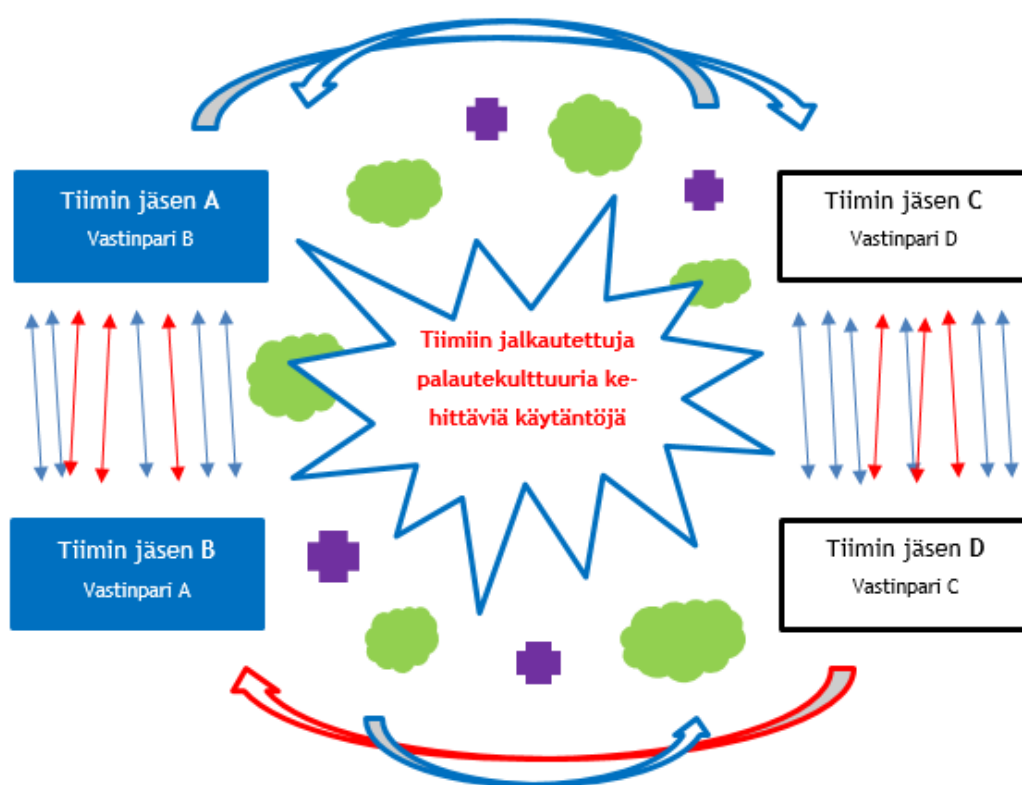 Tiimin jäsen A
Vastinpari B
Tiimin jäsen C
Vastinpari D
Tiimiin jalkautettuja
palautekulttuuria ke-
hittäviä käytäntöjä
Tiimin jäsen B
Vastinpari A
Tiimin jäsen D
Vastinpari C